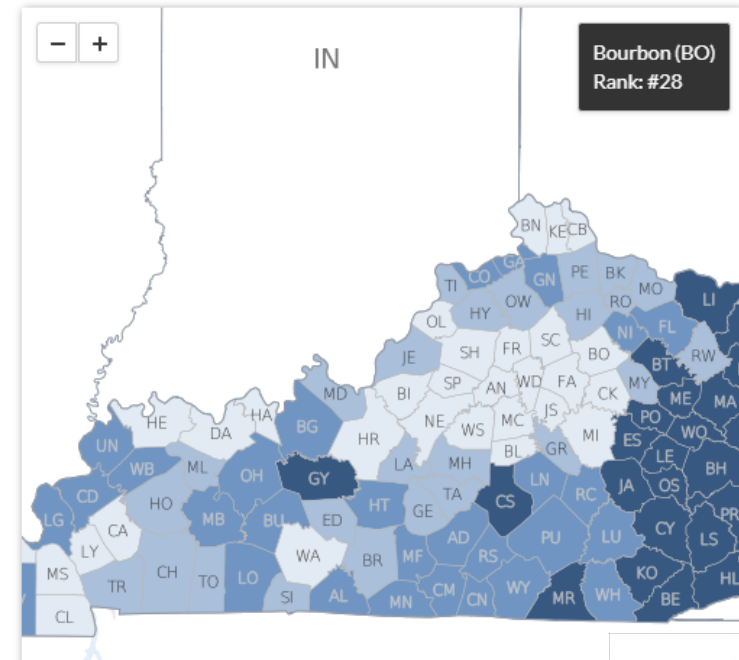 − +
IN
Bourbon (BO)
Rank: #28
BN KE CB
TI CO GA GN PE BK MO LI
HY OW HI RO
OL NI FL
JE SH FR SC BO BT RW
MD BI SP AN WD FA CK MY ME MA
HE DA HA BG NE WS MC JS MI PO WO
UN HR BL GR ES LE
WB ML OH GY LA MH JA OS BH
CD HO TA CS LN RC
LG MB BU ED HT GE PR
CA AD PU LU CY LS
LY WA BR MF RS
MS TR CH TO LO SI AL MN CM CN WY MR WH KO BE HL
CL